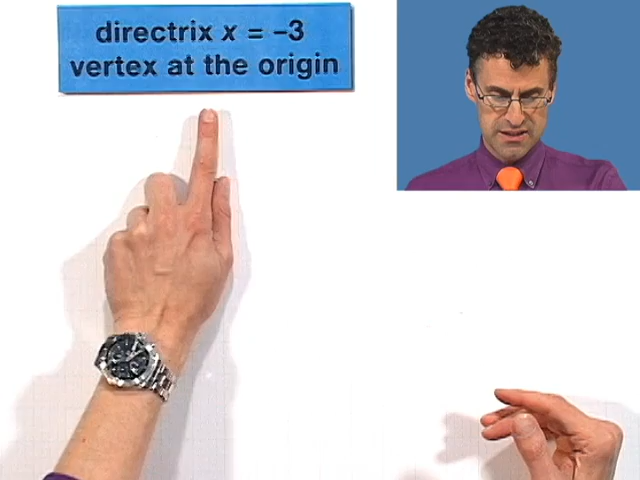 directrix x = −3
vertex at the origin